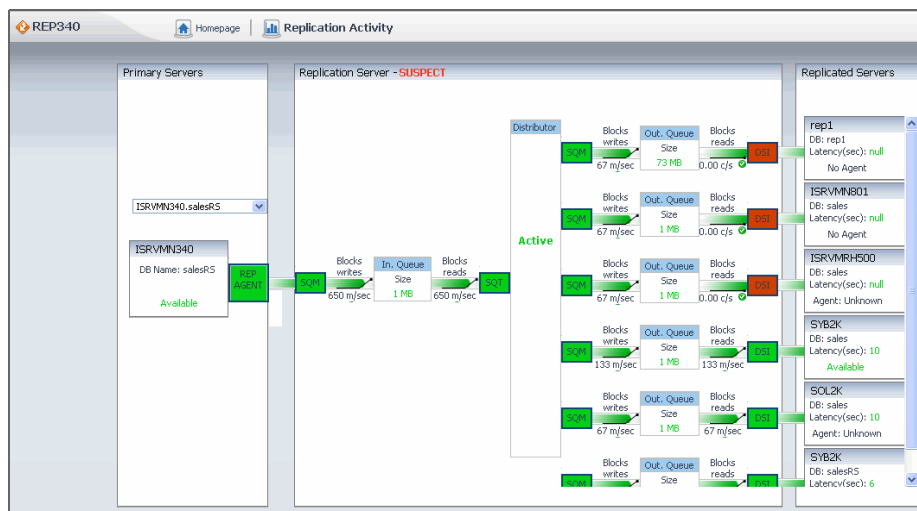 REP340
Homepage
Replication Activity
Primary Servers
ISRVMN340.salesRS
ISRVMN340
DB Name: salesRS
Available
REP AGENT
Replication Server - SUSPECT
SQM
Blocks writes
650 m/sec
In. Queue
Size
1 MB
Blocks reads
650 m/sec
SQT
Distributor
Active
SQM
Blocks writes
67 m/sec
Out. Queue
Size
73 MB
Blocks reads
0.00 c/s
DSI
SQM
Blocks writes
67 m/sec
Out. Queue
Size
1 MB
Blocks reads
0.00 c/s
DSI
SQM
Blocks writes
67 m/sec
Out. Queue
Size
1 MB
Blocks reads
0.00 c/s
DSI
SQM
Blocks writes
133 m/sec
Out. Queue
Size
1 MB
Blocks reads
133 m/sec
DSI
SQM
Blocks writes
67 m/sec
Out. Queue
Size
1 MB
Blocks reads
67 m/sec
DSI
SQM
Blocks writes
Out. Queue
Size
Blocks reads
DSI
Replicated Servers
rep1
DB: rep1
Latency(sec): null
No Agent
ISRVMN801
DB: sales
Latency(sec): null
No Agent
ISRVMRH500
DB: sales
Latency(sec): null
Agent: Unknown
SYB2K
DB: sales
Latency(sec): 10
Available
SOL2K
DB: sales
Latency(sec): 10
Agent: Unknown
SYB2K
DB: salesRS
Latency(sec): 6